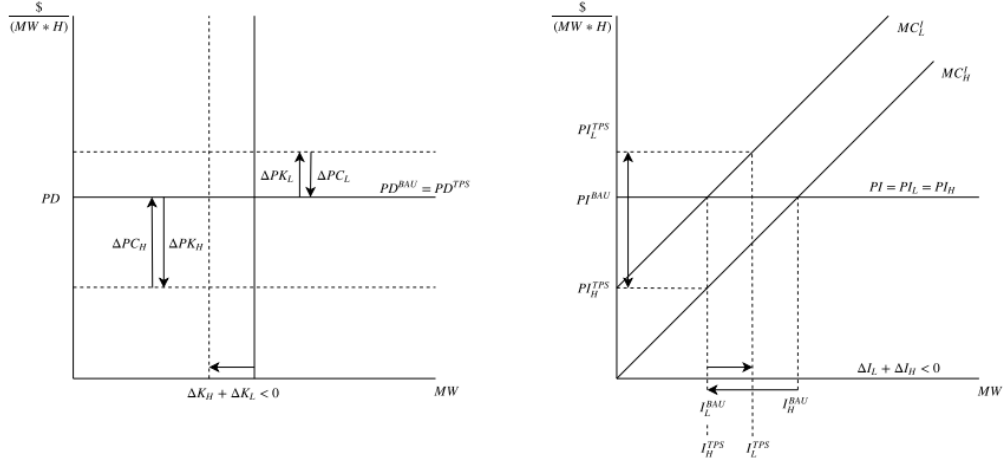 $
(MW * H)
ΔPK_L
ΔPC_L
PD^BAU = PD^TPS
PD
ΔPC_H
ΔPK_H
ΔK_H + ΔK_L < 0
MW
$
(MW * H)
MC_L^I
MC_H^I
PI_L^TPS
PI^BAU
PI = PI_L = PI_H
PI_H^TPS
ΔI_L + ΔI_H < 0
MW
I_L^BAU
I_H^BAU
I_H^TPS
I_L^TPS